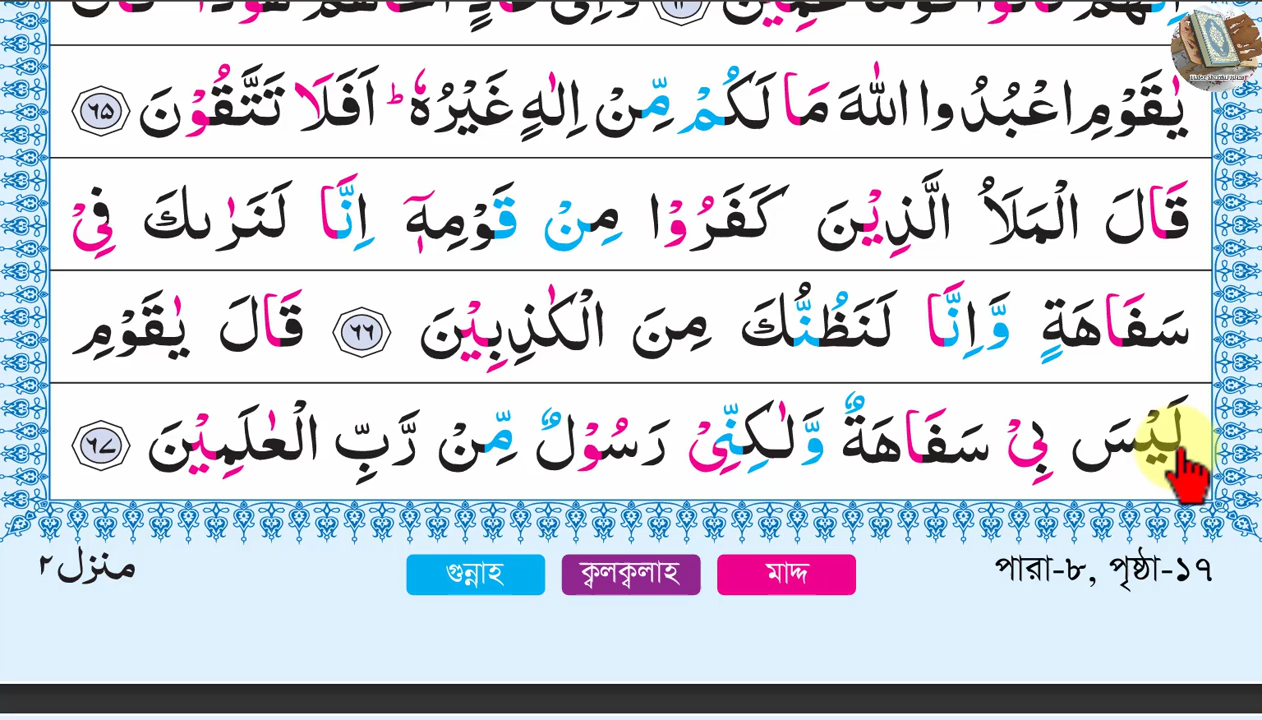 يٰقَوْمِ اعْبُدُوا اللّٰهَ مَا لَكُمْ مِّنْ اِلٰهٍ غَيْرُهٗ ؕ اَفَلَا تَتَّقُوْنَ ۝٦٥
قَالَ الْمَلَاُ الَّذِيْنَ كَفَرُوْا مِنْ قَوْمِهٖۤ اِنَّا لَنَرٰىكَ فِيْ
سَفَاهَةٍ وَّاِنَّا لَنَظُنُّكَ مِنَ الْكٰذِبِيْنَ ۝٦٦ قَالَ يٰقَوْمِ
لَيْسَ بِيْ سَفَاهَةٌ وَّلٰكِنِّيْ رَسُوْلٌ مِّنْ رَّبِّ الْعٰلَمِيْنَ ۝٦٧
পারা-৮, পৃষ্ঠা-১৭ মাদ্দ ক্বলক্বলাহ গুন্নাহ منزل ٢